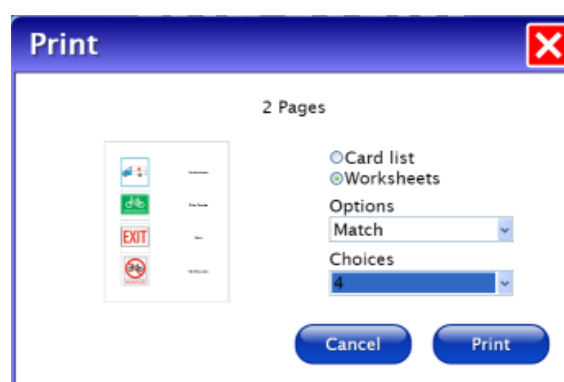 Print
2 Pages
Card list
Worksheets
Options
Match
Choices
4
EXIT
Cancel
Print